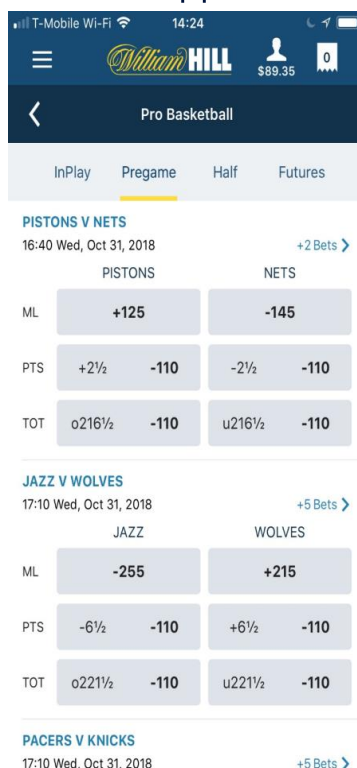 T-Mobile Wi-Fi 14:24
William HILL $89.35 0
Pro Basketball
InPlay Pregame Half Futures
PISTONS V NETS
16:40 Wed, Oct 31, 2018 +2 Bets
PISTONS NETS
ML +125 -145
PTS +2½ -110 -2½ -110
TOT o216½ -110 u216½ -110
JAZZ V WOLVES
17:10 Wed, Oct 31, 2018 +5 Bets
JAZZ WOLVES
ML -255 +215
PTS -6½ -110 +6½ -110
TOT o221½ -110 u221½ -110
PACERS V KNICKS
17:10 Wed, Oct 31, 2018 +5 Bets